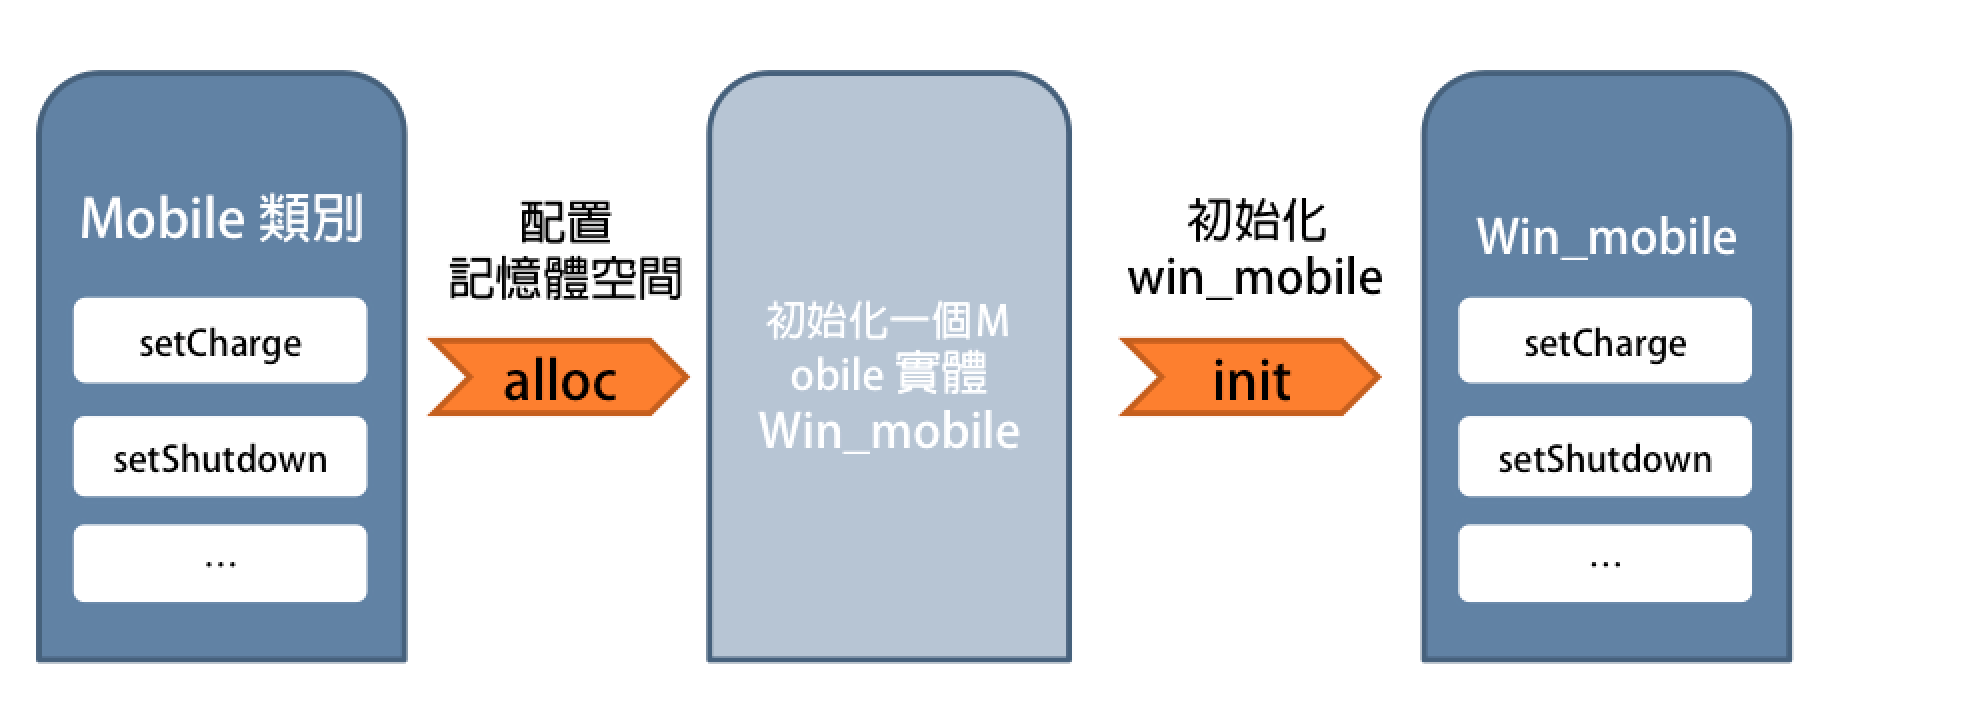 Mobile 類別
setCharge
setShutdown
…
配置
記憶體空間
alloc
初始化一個M
obile 實體
Win_mobile
初始化
win_mobile
init
Win_mobile
setCharge
setShutdown
…